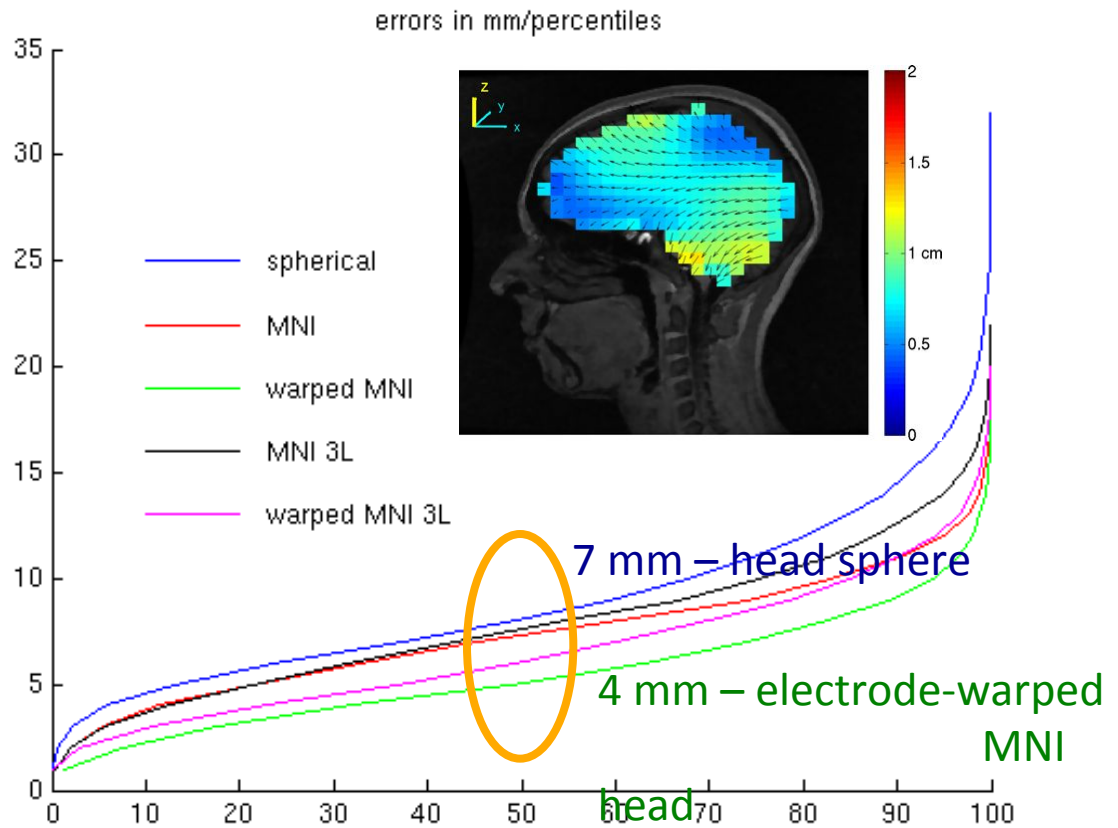 errors in mm/percentiles
35
30
25
20
15
10
5
0
z
y
x
2
1.5
1 cm
0.5
0
spherical
MNI
warped MNI
MNI 3L
warped MNI 3L
7 mm – head sphere
4 mm – electrode-warped
MNI
head
0 10 20 30 40 50 60 70 80 90 100